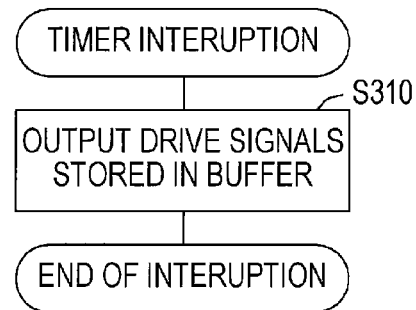 TIMER INTERUPTION
S310
OUTPUT DRIVE SIGNALS
STORED IN BUFFER
END OF INTERUPTION